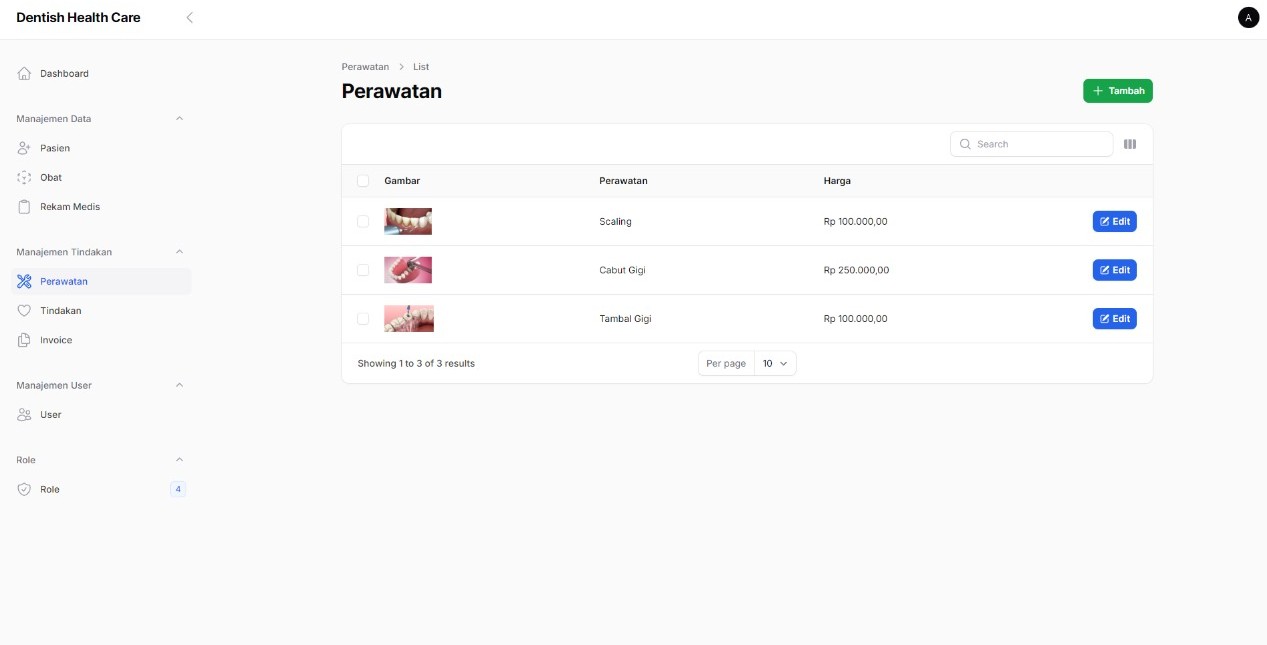 Dentish Health Care
A
Dashboard
Manajemen Data
Pasien
Obat
Rekam Medis
Manajemen Tindakan
Perawatan
Tindakan
Invoice
Manajemen User
User
Role
Role 4
Perawatan > List
Perawatan
+ Tambah
Search
Gambar Perawatan Harga
Scaling Rp 100.000,00 Edit
Cabut Gigi Rp 250.000,00 Edit
Tambal Gigi Rp 100.000,00 Edit
Showing 1 to 3 of 3 results Per page 10